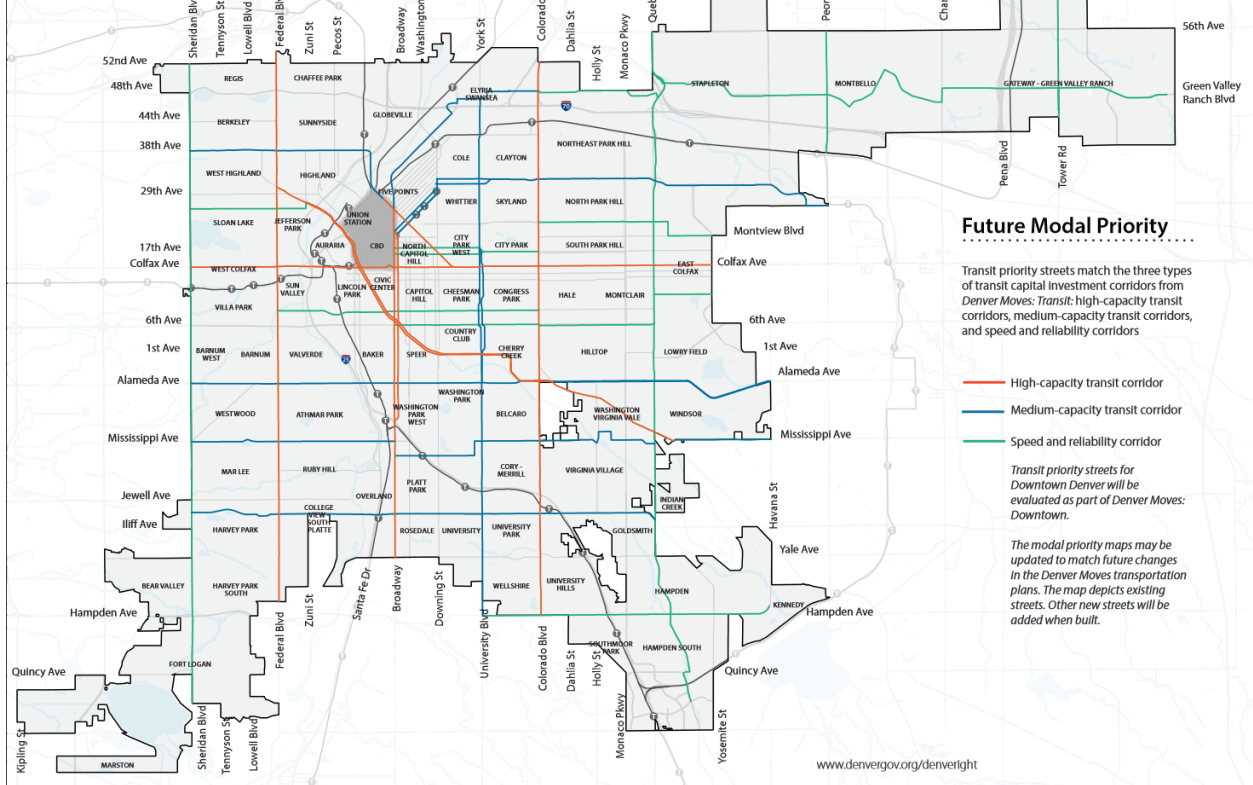 Sheridan Blvd
Tennyson St
Lowell Blvd
Federal Blvd
Zuni St
Pecos St
Broadway
Washington
York St
Colorado
Dahlia St
Holly St
Monaco Pkwy
56th Ave
52nd Ave
48th Ave
44th Ave
38th Ave
29th Ave
17th Ave
Colfax Ave
6th Ave
1st Ave
Alameda Ave
Mississippi Ave
Jewell Ave
Iliff Ave
Hampden Ave
Quincy Ave
Green Valley
Ranch Blvd
REGIS
CHAFFEE PARK
ELYRIA
SWANSEA
STAPLETON
MONTBELLO
GATEWAY - GREEN VALLEY RANCH
70
BERKELEY
SUNNYSIDE
GLOBEVILLE
COLE
CLAYTON
NORTHEAST PARK HILL
WEST HIGHLAND
HIGHLAND
FIVE POINTS
WHITTIER
SKYLAND
NORTH PARK HILL
Pena Blvd
Tower Rd
SLOAN LAKE
JEFFERSON
PARK
UNION
STATION
AURARIA
CBD
NORTH
CAPITOL
HILL
CITY
PARK
WEST
CITY PARK
SOUTH PARK HILL
Montview Blvd
Colfax Ave
WEST COLFAX
SUN
VALLEY
LINCOLN
PARK
CIVIC
CENTER
CAPITOL
HILL
CHEESMAN
PARK
CONGRESS
PARK
HALE
MONTCLAIR
EAST
COLFAX
VILLA PARK
6th Ave
1st Ave
Alameda Ave
Mississippi Ave
BARNUM
WEST
BARNUM
VALVERDE
25
BAKER
SPEER
COUNTRY
CLUB
CHERRY
CREEK
HILLTOP
LOWRY FIELD
WESTWOOD
ATHMAR PARK
WASHINGTON
PARK
WEST
WASHINGTON
PARK
BELCARO
WASHINGTON
VIRGINIA VALE
WINDSOR
MAR LEE
RUBY HILL
OVERLAND
PLATT
PARK
CORY -
MERRILL
VIRGINIA VILLAGE
INDIAN
CREEK
HARVEY PARK
COLLEGE
VIEW
SOUTH
PLATTE
ROSEDALE
UNIVERSITY
UNIVERSITY
PARK
GOLDSMITH
Havana St
Yale Ave
BEAR VALLEY
HARVEY PARK
SOUTH
WELLSHIRE
UNIVERSITY
HILLS
HAMPDEN
KENNEDY
Hampden Ave
FORT LOGAN
SOUTHMOOR
PARK
HAMPDEN SOUTH
Quincy Ave
MARSTON
Kipling St
Sheridan Blvd
Tennyson St
Lowell Blvd
Federal Blvd
Zuni St
Santa Fe Dr
Broadway
Downing St
University Blvd
Colorado Blvd
Dahlia St
Holly St
Monaco Pkwy
Yosemite St
Future Modal Priority
Transit priority streets match the three types
of transit capital investment corridors from
Denver Moves: Transit: high-capacity transit
corridors, medium-capacity transit corridors,
and speed and reliability corridors
High-capacity transit corridor
Medium-capacity transit corridor
Speed and reliability corridor
Transit priority streets for
Downtown Denver will be
evaluated as part of Denver Moves:
Downtown.
The modal priority maps may be
updated to match future changes
in the Denver Moves transportation
plans. The map depicts existing
streets. Other new streets will be
added when built.
www.denvergov.org/denveright